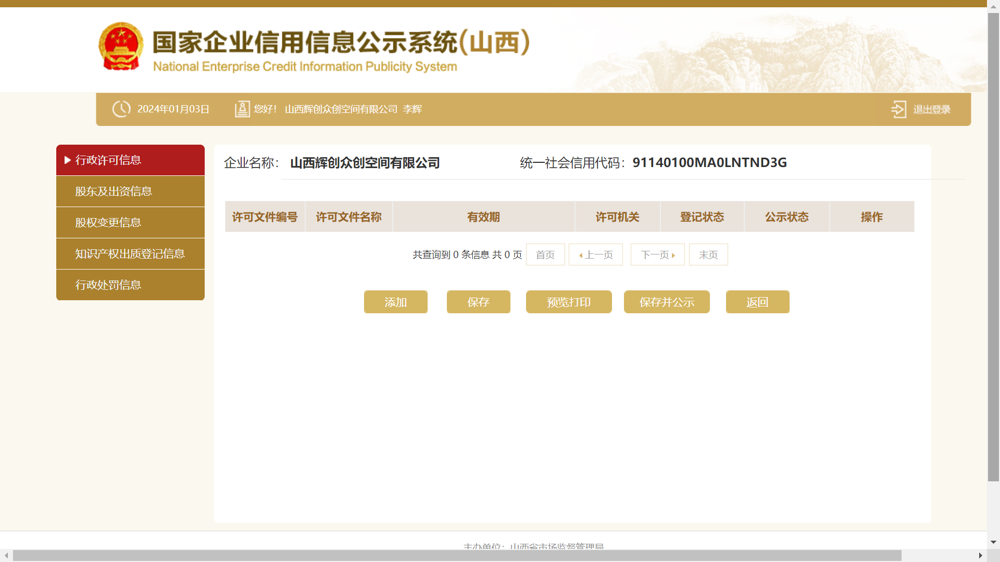 国家企业信用信息公示系统(山西)
National Enterprise Credit Information Publicity System
2024年01月03日 您好! 山西辉创众创空间有限公司 李辉 退出登录
行政许可信息
股东及出资信息
股权变更信息
知识产权出质登记信息
行政处罚信息
企业名称: 山西辉创众创空间有限公司 统一社会信用代码: 91140100MA0LNTND3G
许可文件编号 许可文件名称 有效期 许可机关 登记状态 公示状态 操作
共查询到 0 条信息 共 0 页 首页 上一页 下一页 末页
添加 保存 预览打印 保存并公示 返回
主办单位: 山西省市场监督管理局